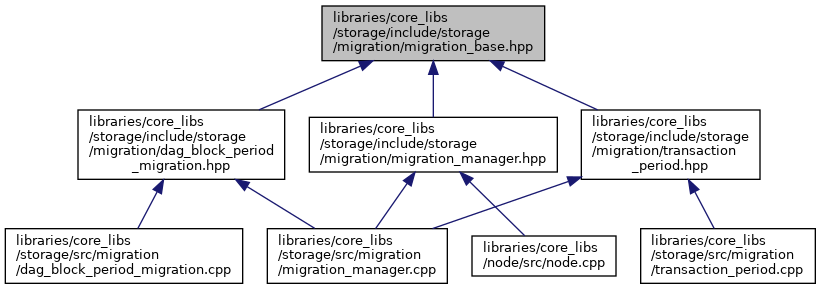 libraries/core_libs
/storage/include/storage
/migration/migration_base.hpp
libraries/core_libs
/storage/include/storage
/migration/dag_block_period
_migration.hpp
libraries/core_libs
/storage/include/storage
/migration/migration_manager.hpp
libraries/core_libs
/storage/include/storage
/migration/transaction
_period.hpp
libraries/core_libs
/storage/src/migration
/dag_block_period_migration.cpp
libraries/core_libs
/storage/src/migration
/migration_manager.cpp
libraries/core_libs
/node/src/node.cpp
libraries/core_libs
/storage/src/migration
/transaction_period.cpp